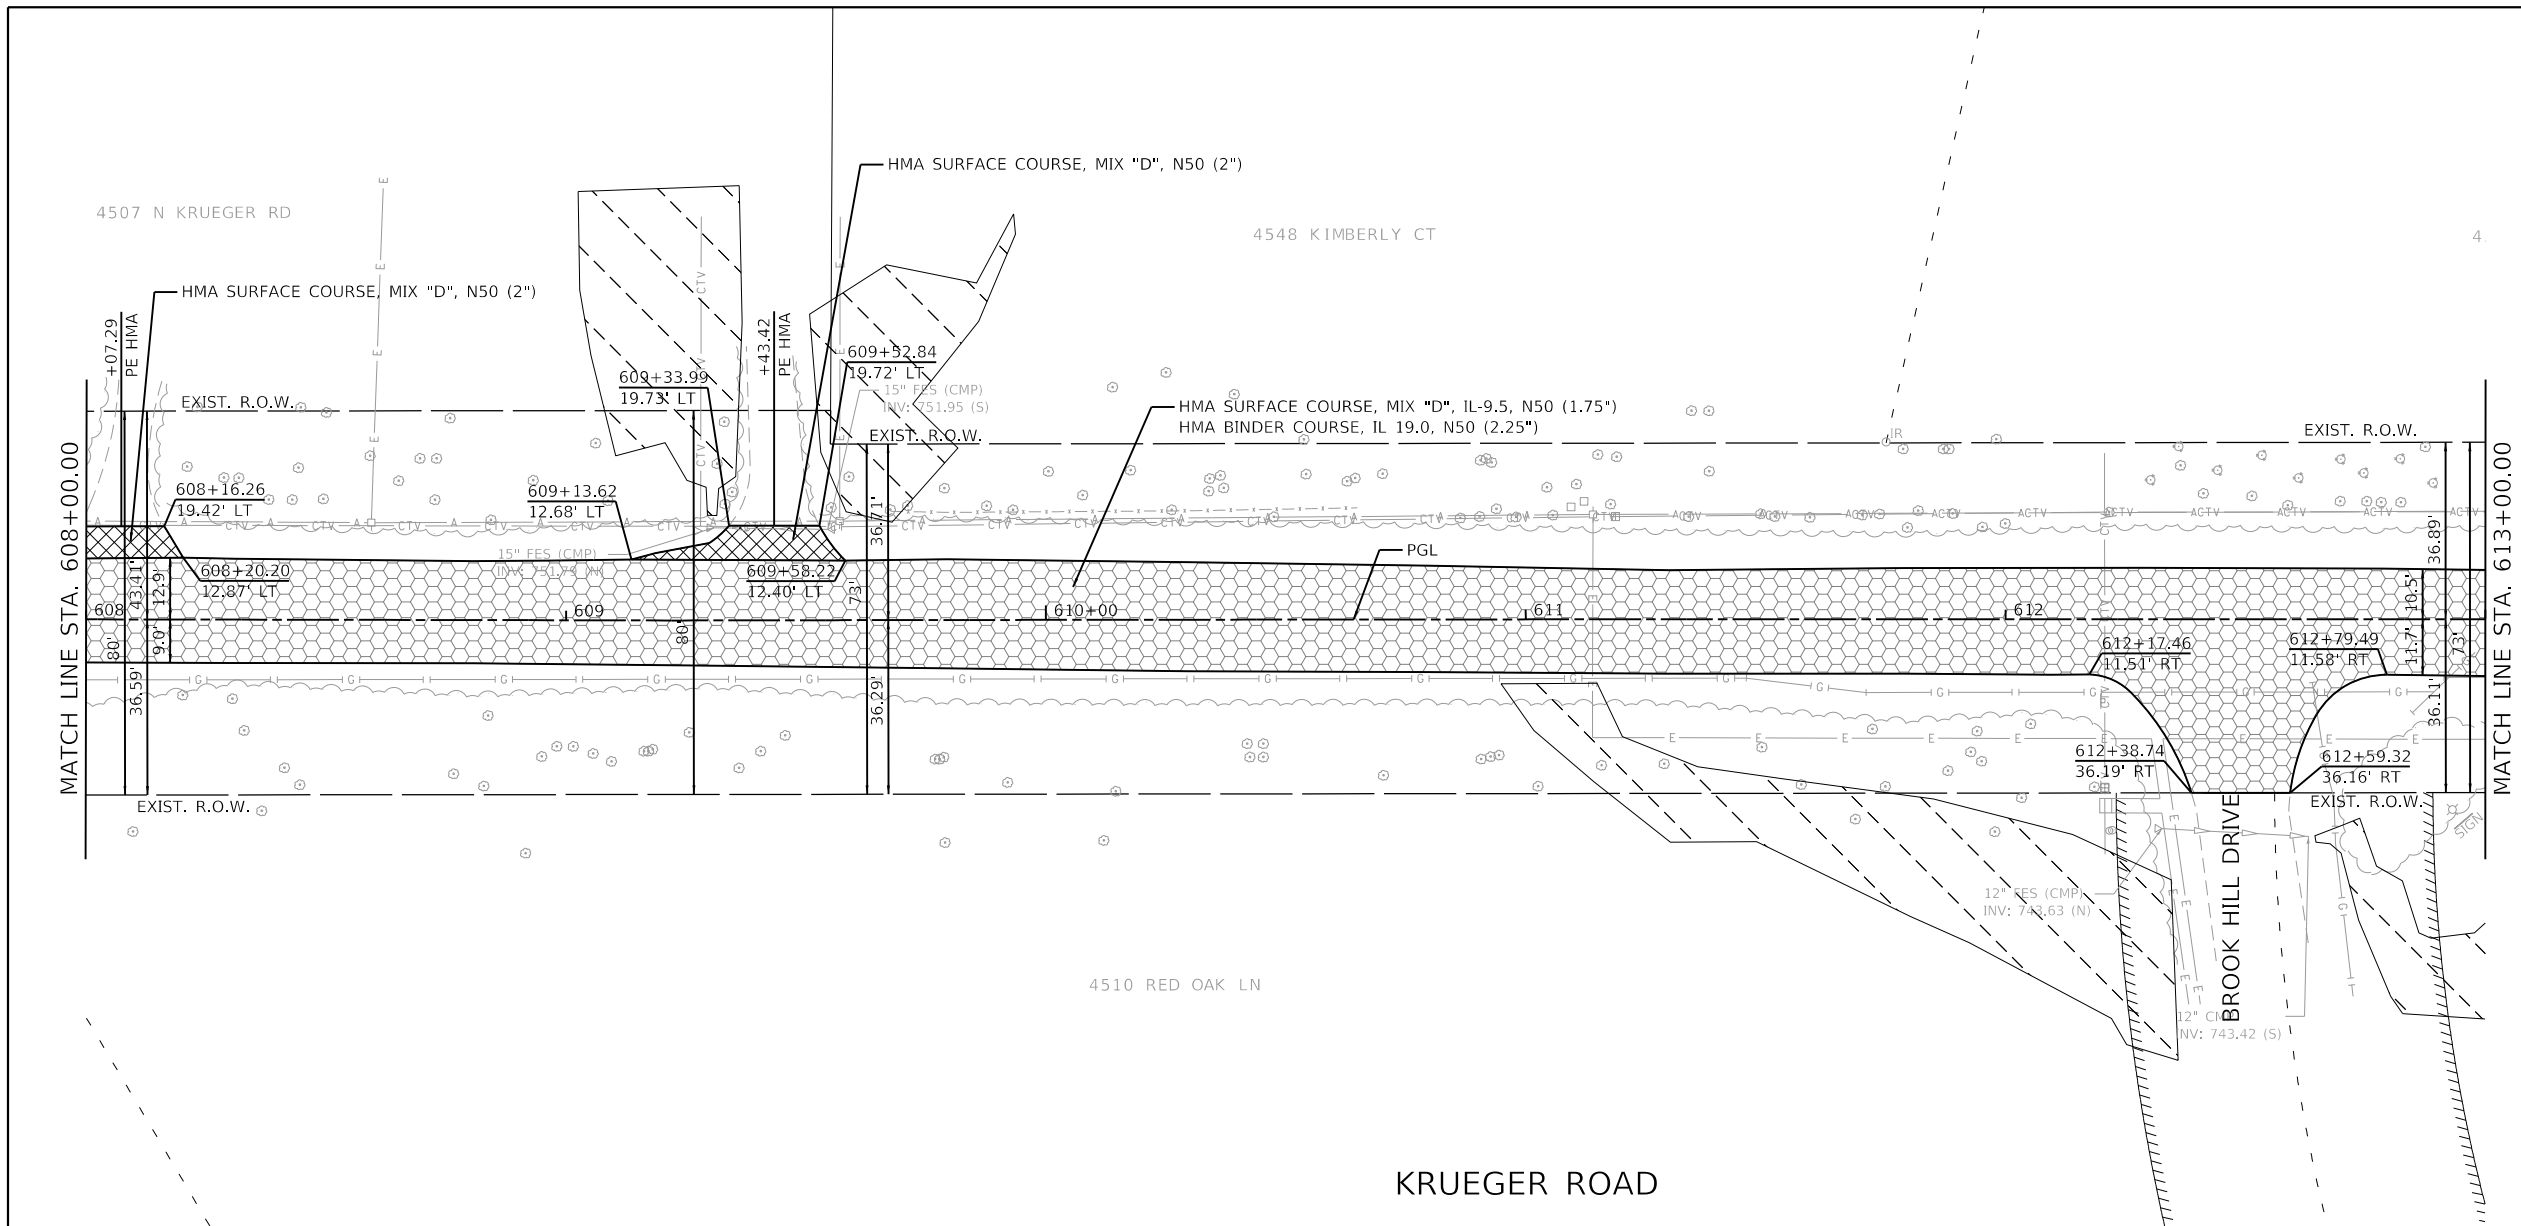 HMA SURFACE COURSE, MIX "D", N50 (2")
4507 N KRUEGER RD
4548 KIMBERLY CT
4
HMA SURFACE COURSE, MIX "D", N50 (2")
+07.29
PE HMA
+43.42
PE HMA
609+52.84
19.72' LT
609+33.99
19.73' LT
15" FES (CMP)
INV: 751.95 (S)
EXIST. R.O.W.
HMA SURFACE COURSE, MIX "D", IL-9.5, N50 (1.75")
HMA BINDER COURSE, IL 19.0, N50 (2.25")
EXIST. R.O.W.
IR
EXIST. R.O.W.
608+16.26
19.42' LT
609+13.62
12.68' LT
MATCH LINE STA. 608+00.00
MATCH LINE STA. 613+00.00
36.71'
36.89'
15" FES (CMP)
INV: 751.79 (N)
PGL
608+20.20
12.87' LT
609+58.22
12.40' LT
43.41'
12.9'
73'
10.5'
608
609
610+00
611
612
80'
9.0'
80'
36.59'
36.29'
612+17.46
11.51' RT
612+79.49
11.58' RT
11.7'
73'
36.11'
612+38.74
36.19' RT
612+59.32
36.16' RT
EXIST. R.O.W.
EXIST. R.O.W.
SIGN
BROOK HILL DRIVE
12" FES (CMP)
INV: 743.63 (N)
4510 RED OAK LN
12" CMP
INV: 743.42 (S)
KRUEGER ROAD